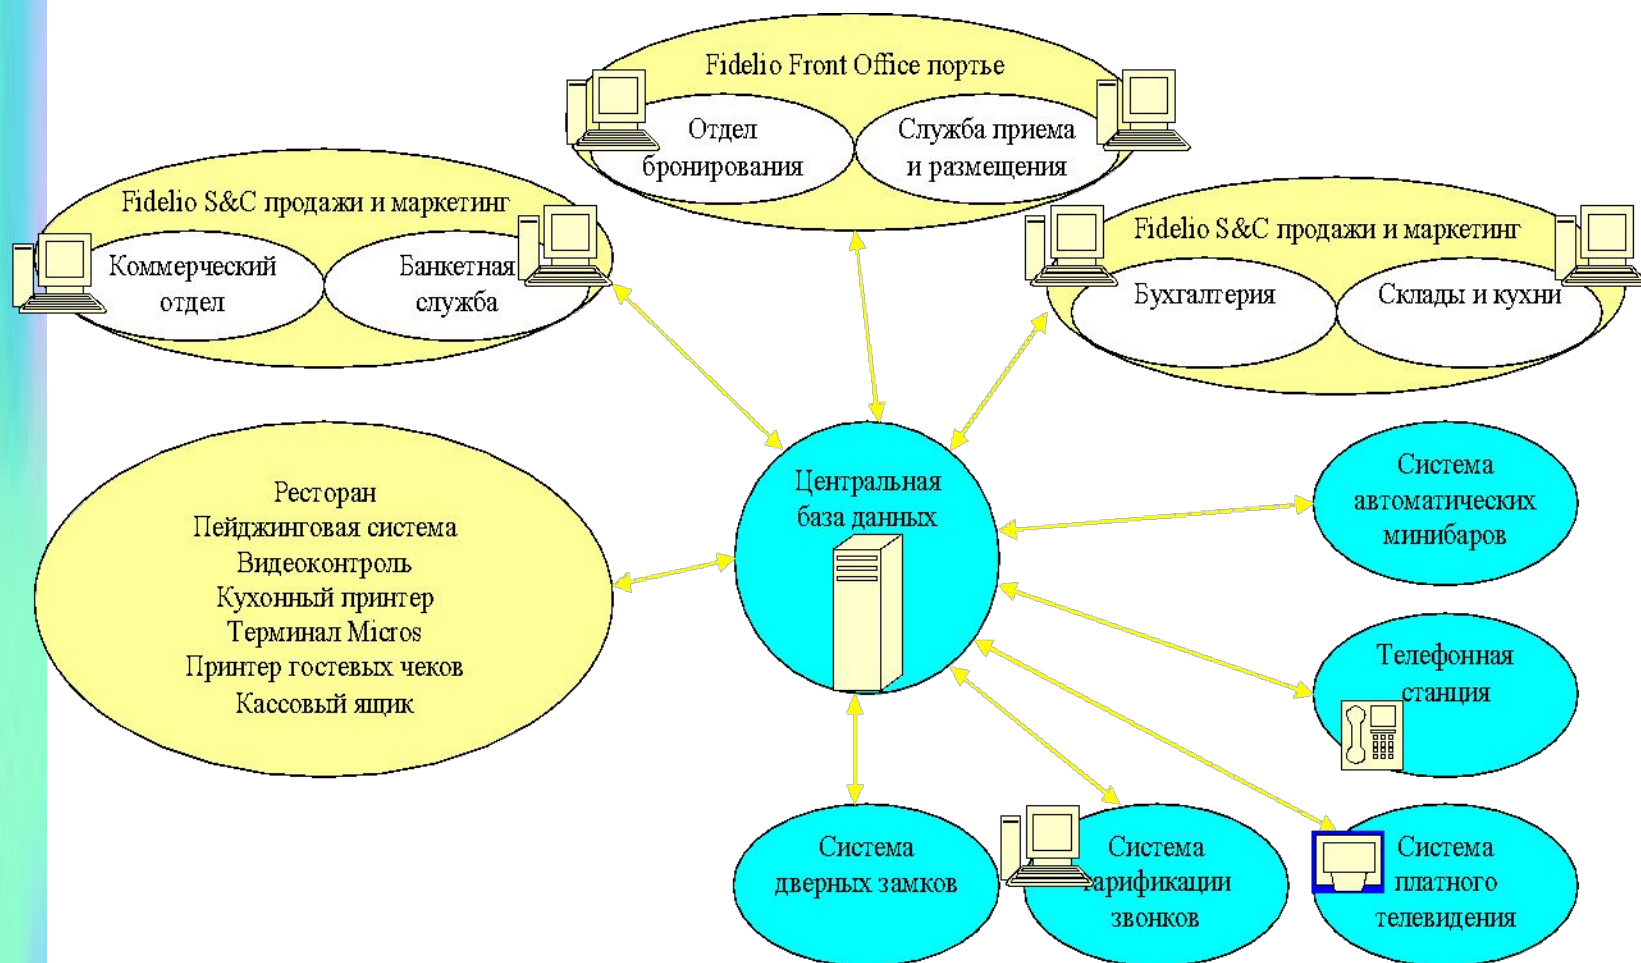 Fidelio Front Office портье
Отдел
бронирования
Служба приема
и размещения
Fidelio S&C продажи и маркетинг
Коммерческий
отдел
Банкетная
служба
Fidelio S&C продажи и маркетинг
Бухгалтерия
Склады и кухни
Центральная
база данных
Ресторан
Пейджинговая система
Видеоконтроль
Кухонный принтер
Терминал Micros
Принтер гостевых чеков
Кассовый ящик
Система
автоматических
минибаров
Телефонная
станция
Система
дверных замков
Система
тарификации
звонков
Система
платного
телевидения